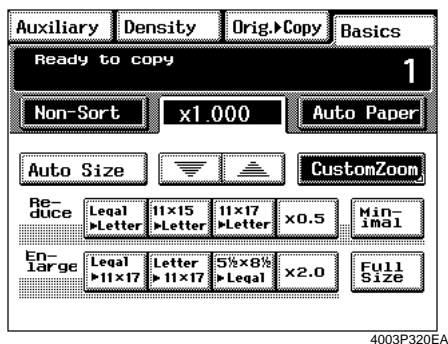 Auxiliary Density Orig.▸Copy Basics
Ready to copy
1
Non-Sort x1.000 Auto Paper
Auto Size CustomZoom
Re-
duce
Legal
▸Letter
11×15
▸Letter
11×17
▸Letter
×0.5
Min-
imal
En-
large
Legal
▸11×17
Letter
▸11×17
5½×8½
▸Legal
×2.0
Full
Size
4003P320EA